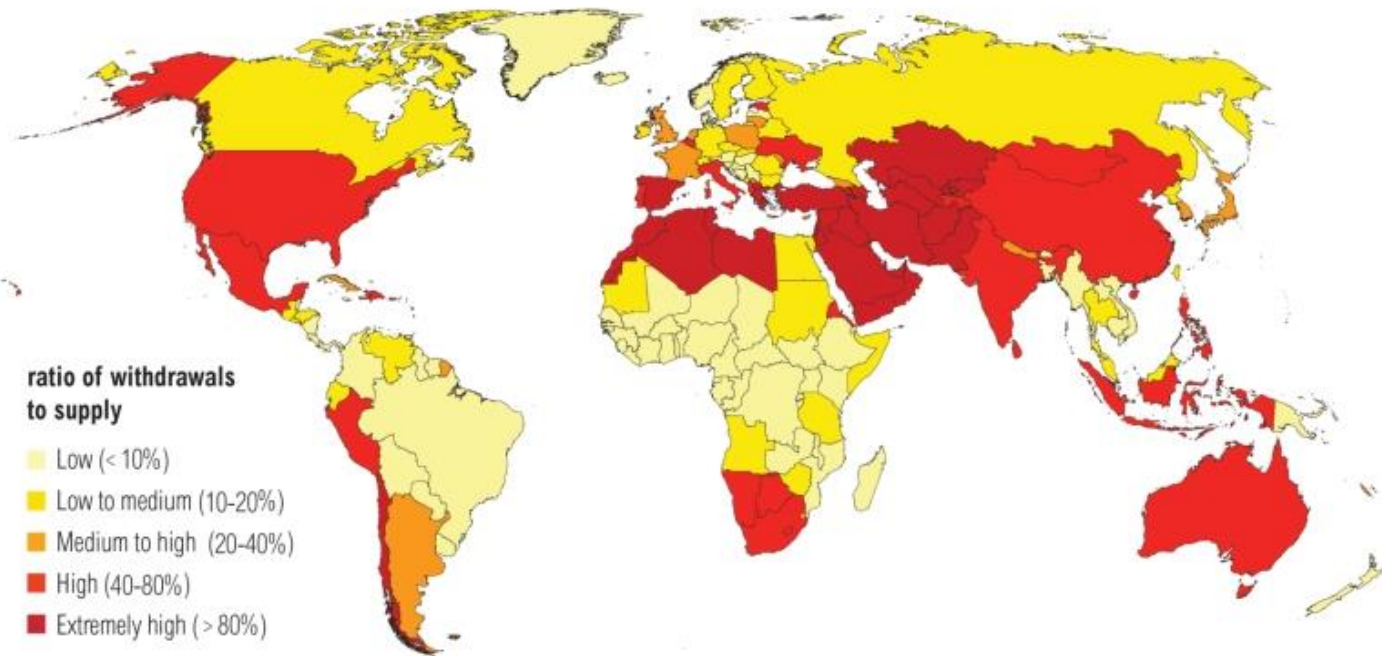 ratio of withdrawals
to supply
Low (< 10%)
Low to medium (10-20%)
Medium to high (20-40%)
High (40-80%)
Extremely high ( > 80%)